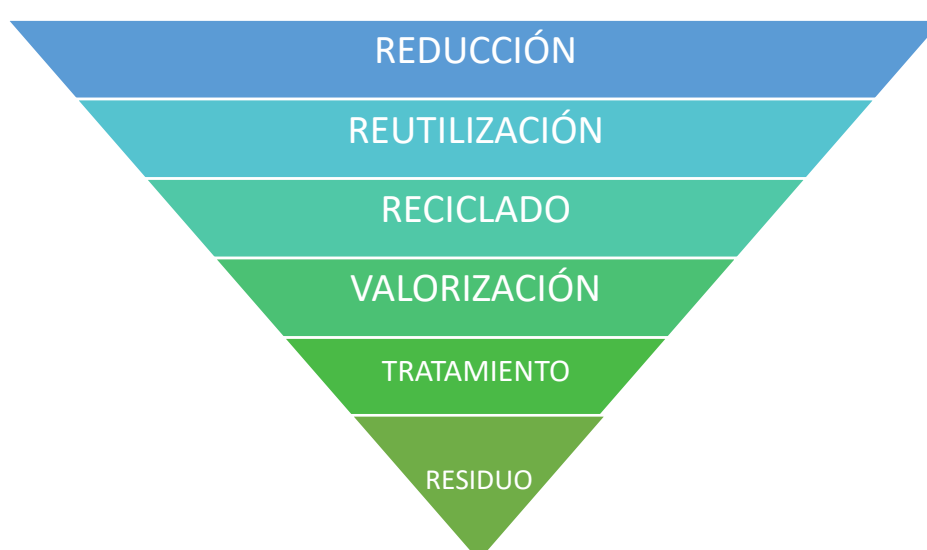 REDUCCIÓN
REUTILIZACIÓN
RECICLADO
VALORIZACIÓN
TRATAMIENTO
RESIDUO